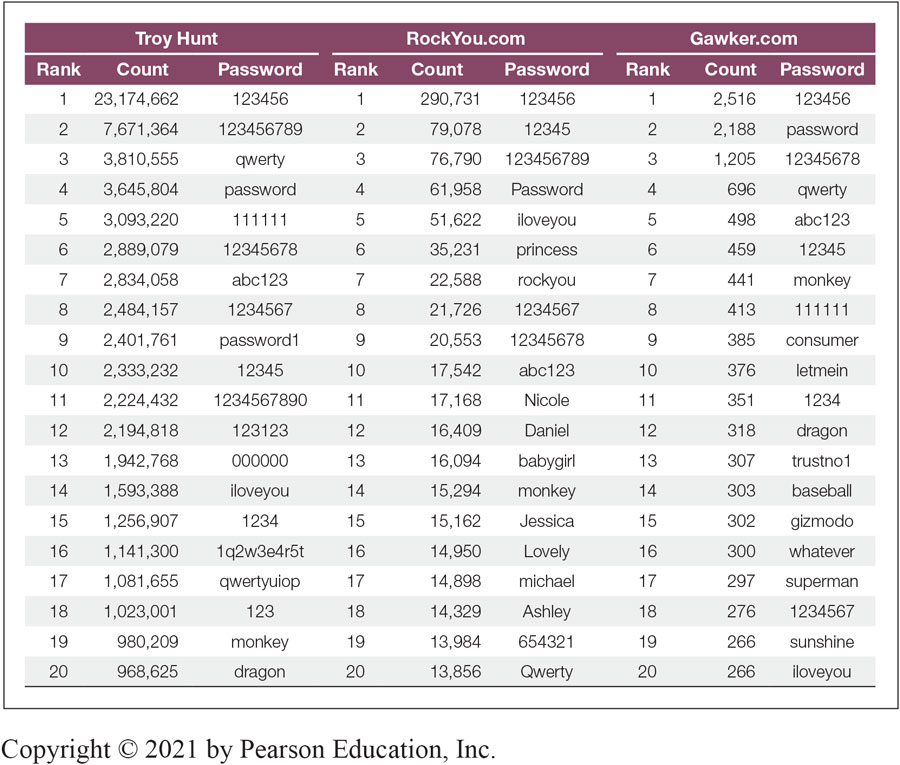 Troy Hunt RockYou.com Gawker.com
Rank Count Password Rank Count Password Rank Count Password
1 23,174,662 123456 1 290,731 123456 1 2,516 123456
2 7,671,364 123456789 2 79,078 12345 2 2,188 password
3 3,810,555 qwerty 3 76,790 123456789 3 1,205 12345678
4 3,645,804 password 4 61,958 Password 4 696 qwerty
5 3,093,220 111111 5 51,622 iloveyou 5 498 abc123
6 2,889,079 12345678 6 35,231 princess 6 459 12345
7 2,834,058 abc123 7 22,588 rockyou 7 441 monkey
8 2,484,157 1234567 8 21,726 1234567 8 413 111111
9 2,401,761 password1 9 20,553 12345678 9 385 consumer
10 2,333,232 12345 10 17,542 abc123 10 376 letmein
11 2,224,432 1234567890 11 17,168 Nicole 11 351 1234
12 2,194,818 123123 12 16,409 Daniel 12 318 dragon
13 1,942,768 000000 13 16,094 babygirl 13 307 trustno1
14 1,593,388 iloveyou 14 15,294 monkey 14 303 baseball
15 1,256,907 1234 15 15,162 Jessica 15 302 gizmodo
16 1,141,300 1q2w3e4r5t 16 14,950 Lovely 16 300 whatever
17 1,081,655 qwertyuiop 17 14,898 michael 17 297 superman
18 1,023,001 123 18 14,329 Ashley 18 276 1234567
19 980,209 monkey 19 13,984 654321 19 266 sunshine
20 968,625 dragon 20 13,856 Qwerty 20 266 iloveyou
Copyright © 2021 by Pearson Education, Inc.